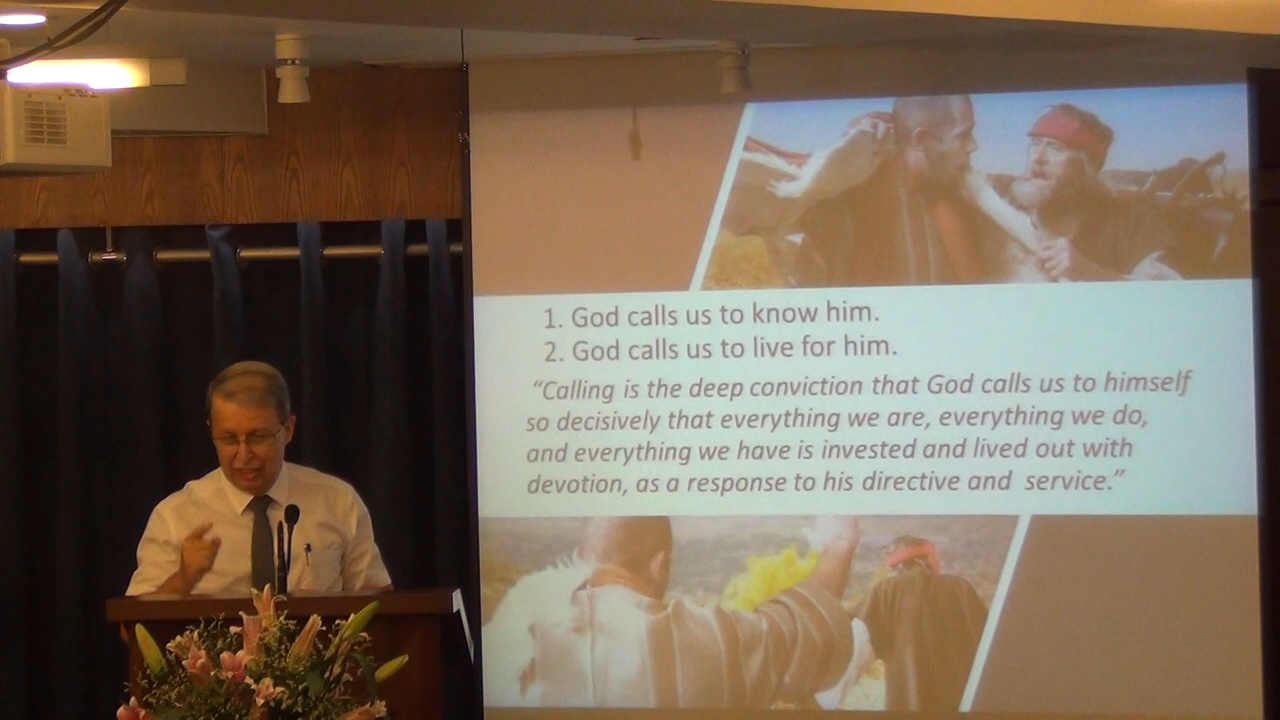 1. God calls us to know him.
2. God calls us to live for him.
“Calling is the deep conviction that God calls us to himself
so decisively that everything we are, everything we do,
and everything we have is invested and lived out with
devotion, as a response to his directive and service.”